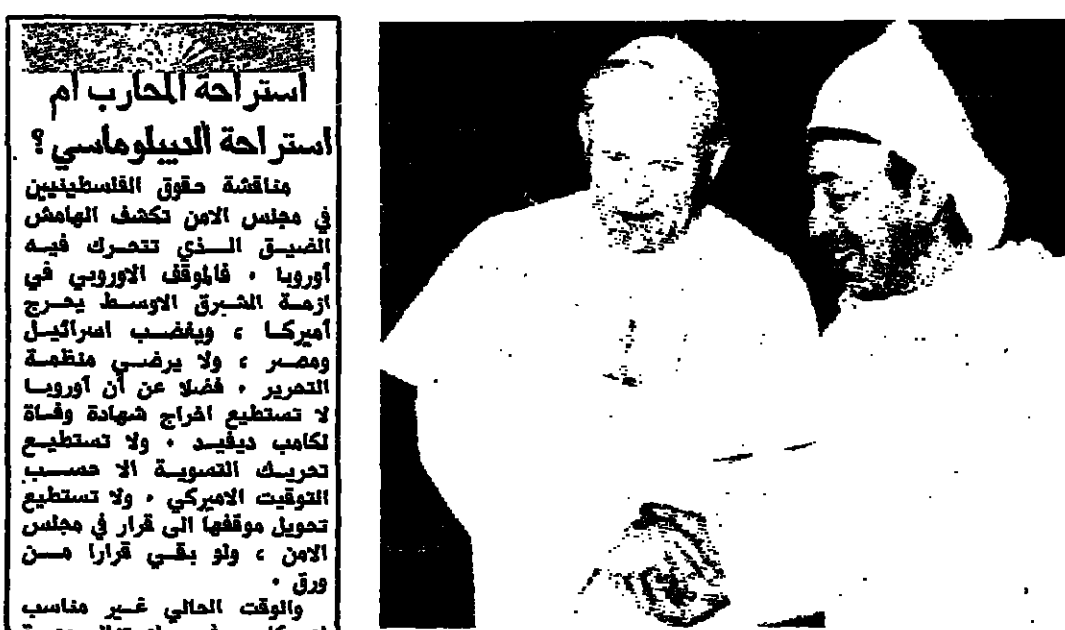 استراحة المحارب أم
استراحة الديبلوماسي ؟
مناقشة حقوق الفلسطينيين
في مجلس الامن تكشف الهامش
الضيق الذي تتحرك فيه
أوروبا ، فالموقف الاوروبي في
ازمة الشرق الاوسط يحرج
أميركا ، ويغضب اسرائيل
ومصر ، ولا يرضي منظمة
التحرير ، فضلا عن أن أوروبا
لا تستطيع اخراج شهادة وفاة
لكامب ديفيد ، ولا تستطيع
تحريك التسوية الا حسب
التوقيت الاميركي ، ولا تستطيع
تحويل موقفها الى قرار في مجلس
الامن ، ولو بقي قرارا من
ورق ،
والوقت الحالي غير مناسب